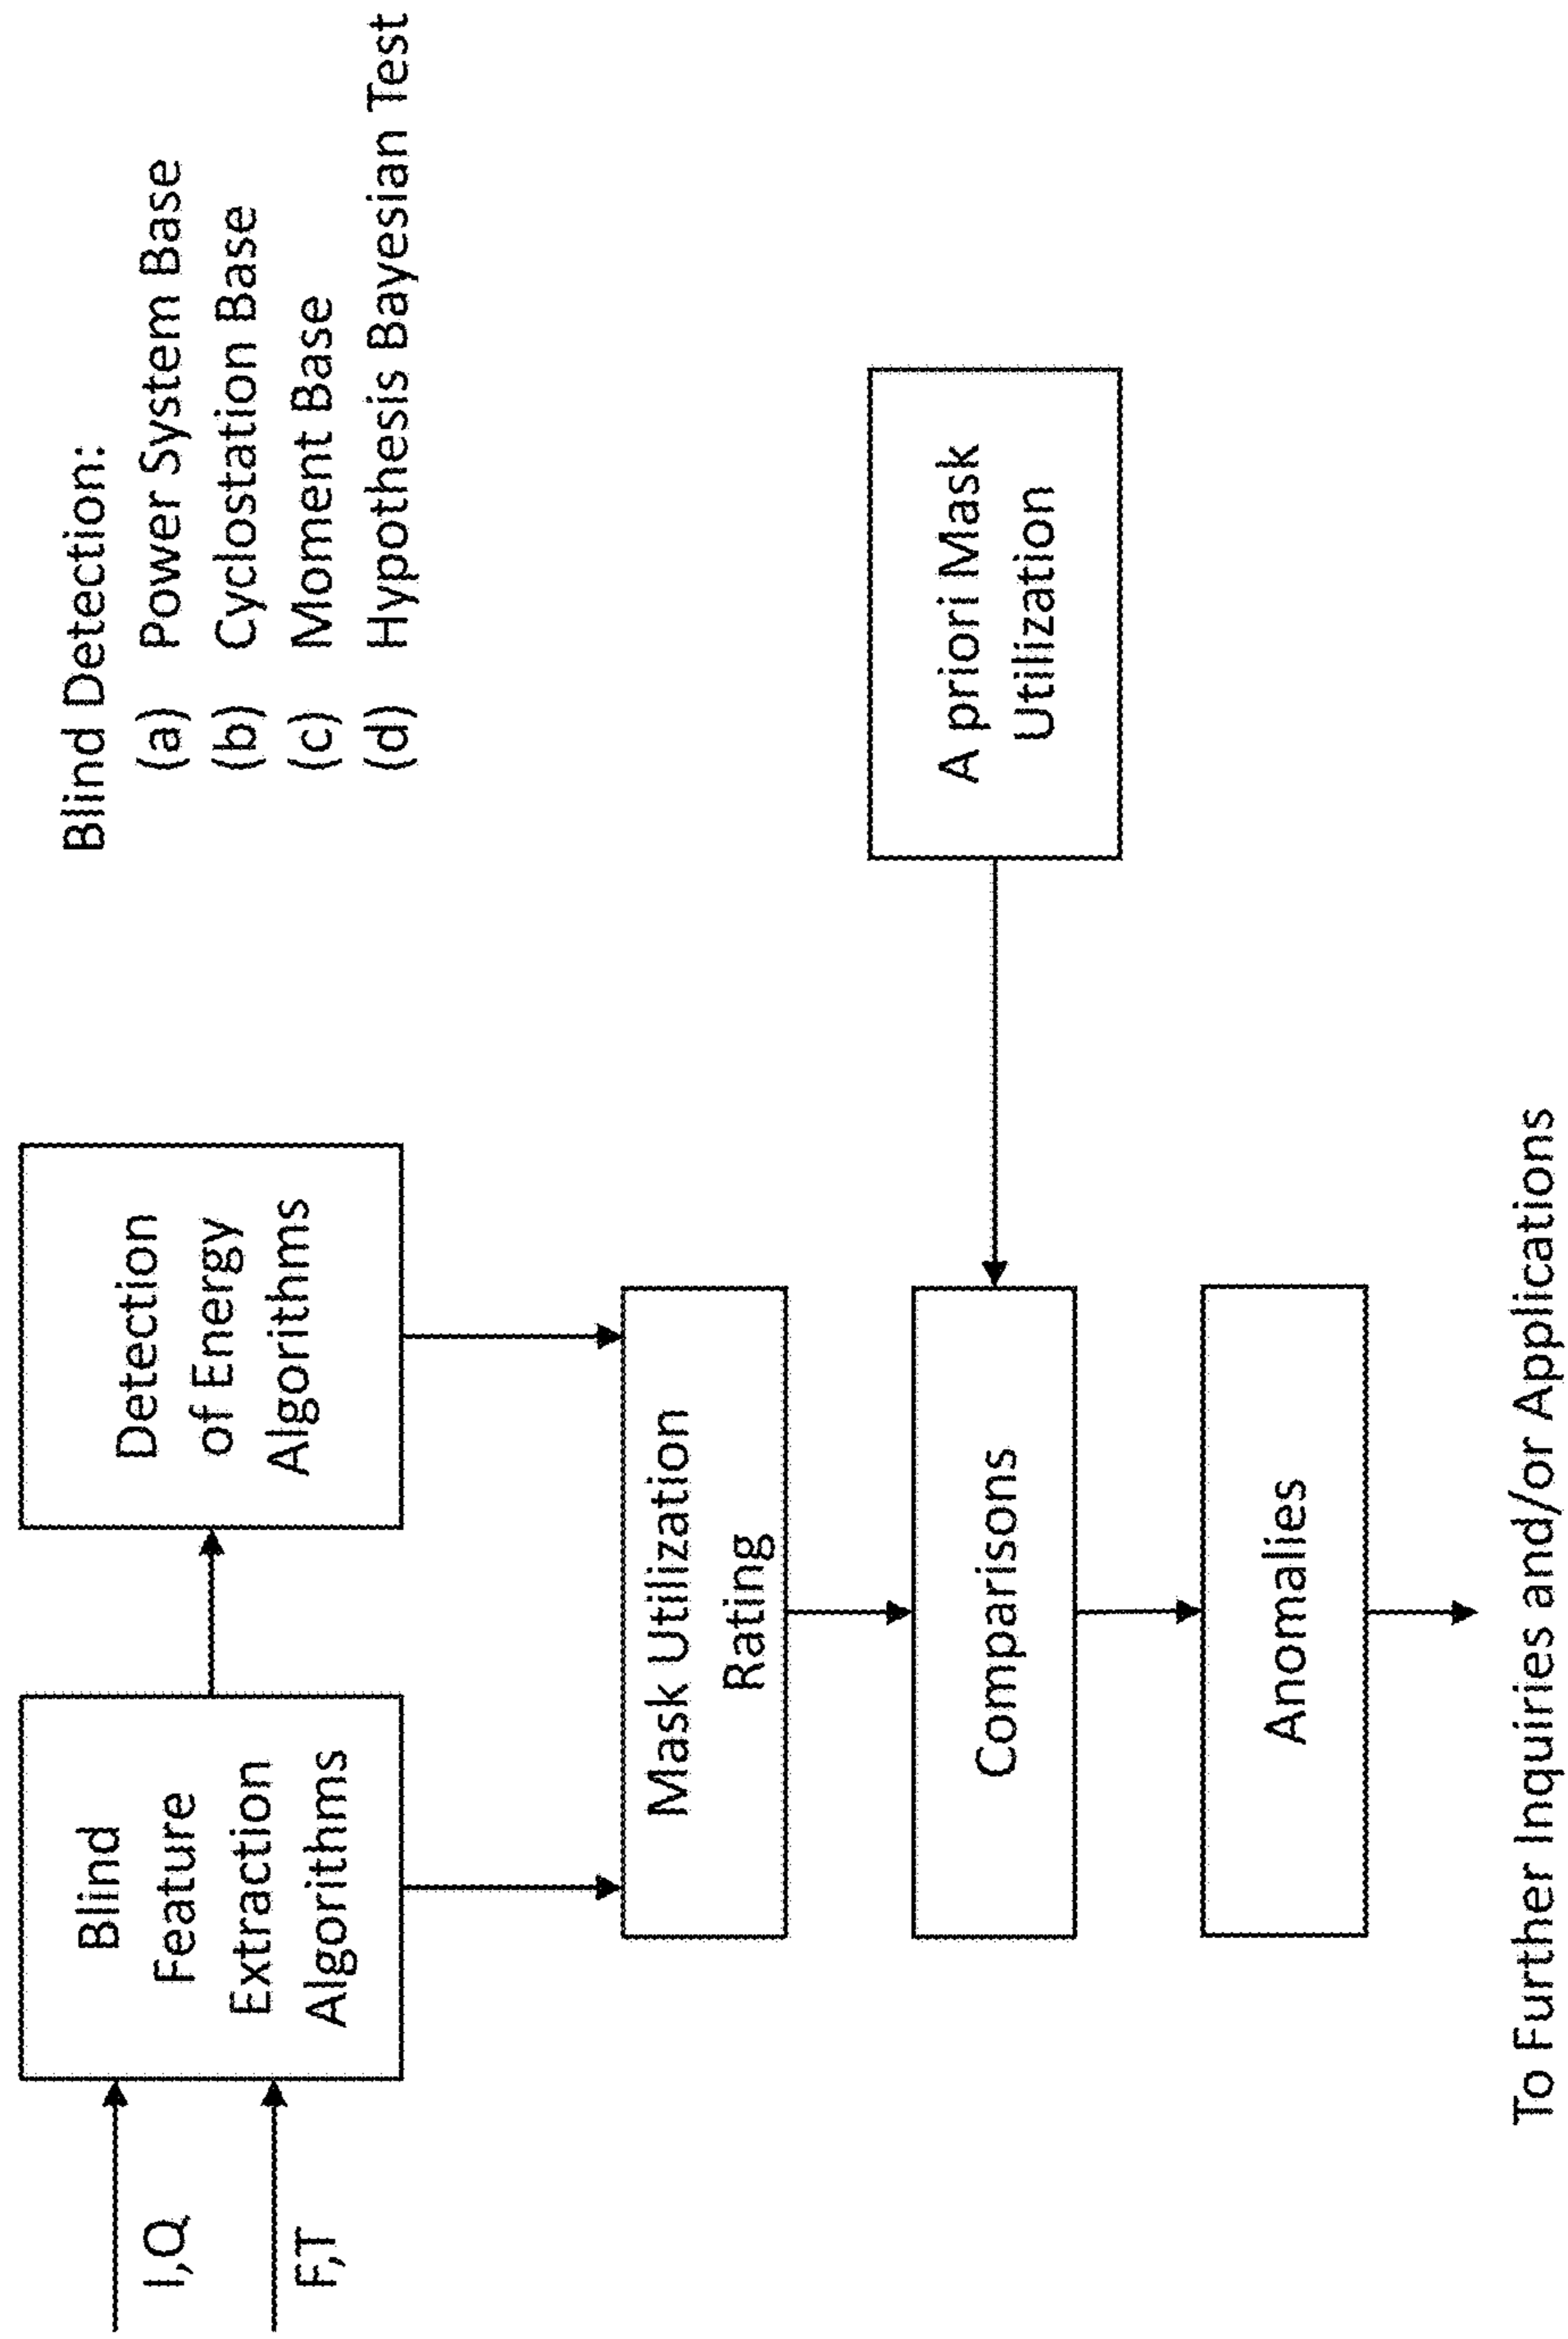 Blind Detection:
(a) Power System Base
(b) Cyclostation Base
(c) Moment Base
(d) Hypothesis Bayesian Test
I,Q
F,T
Blind
Feature
Extraction
Algorithms
Detection
of Energy
Algorithms
Mask Utilization
Rating
Comparisons
A priori Mask
Utilization
Anomalies
To Further Inquiries and/or Applications